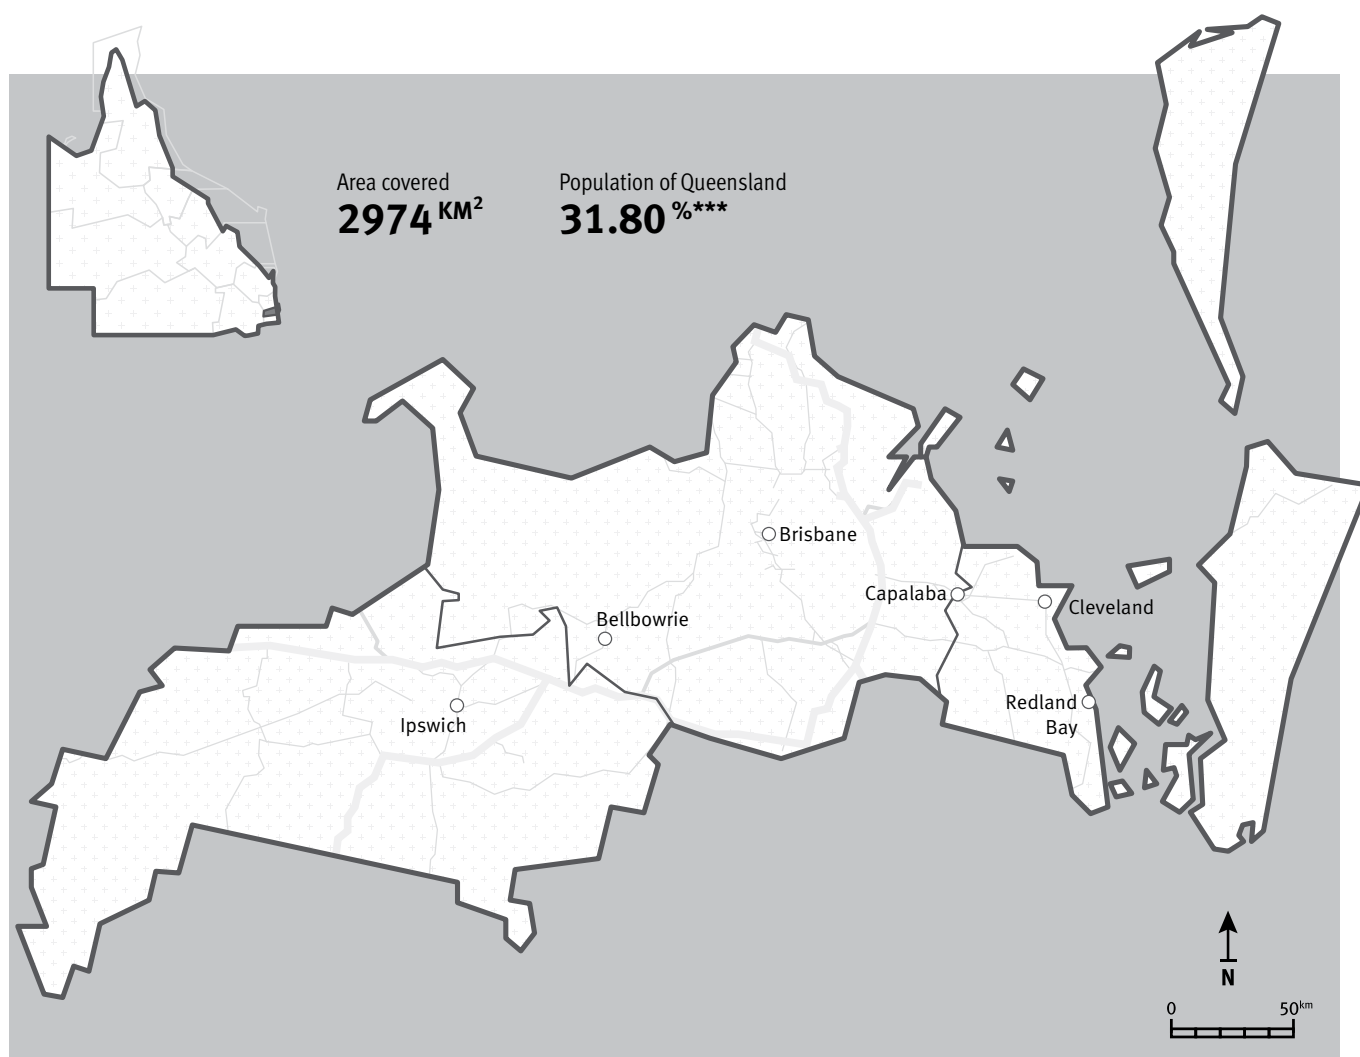 Area covered
2974 KM²
Population of Queensland
31.80 %***
Brisbane
Capalaba
Cleveland
Bellbowrie
Redland
Bay
Ipswich
N
0 50km